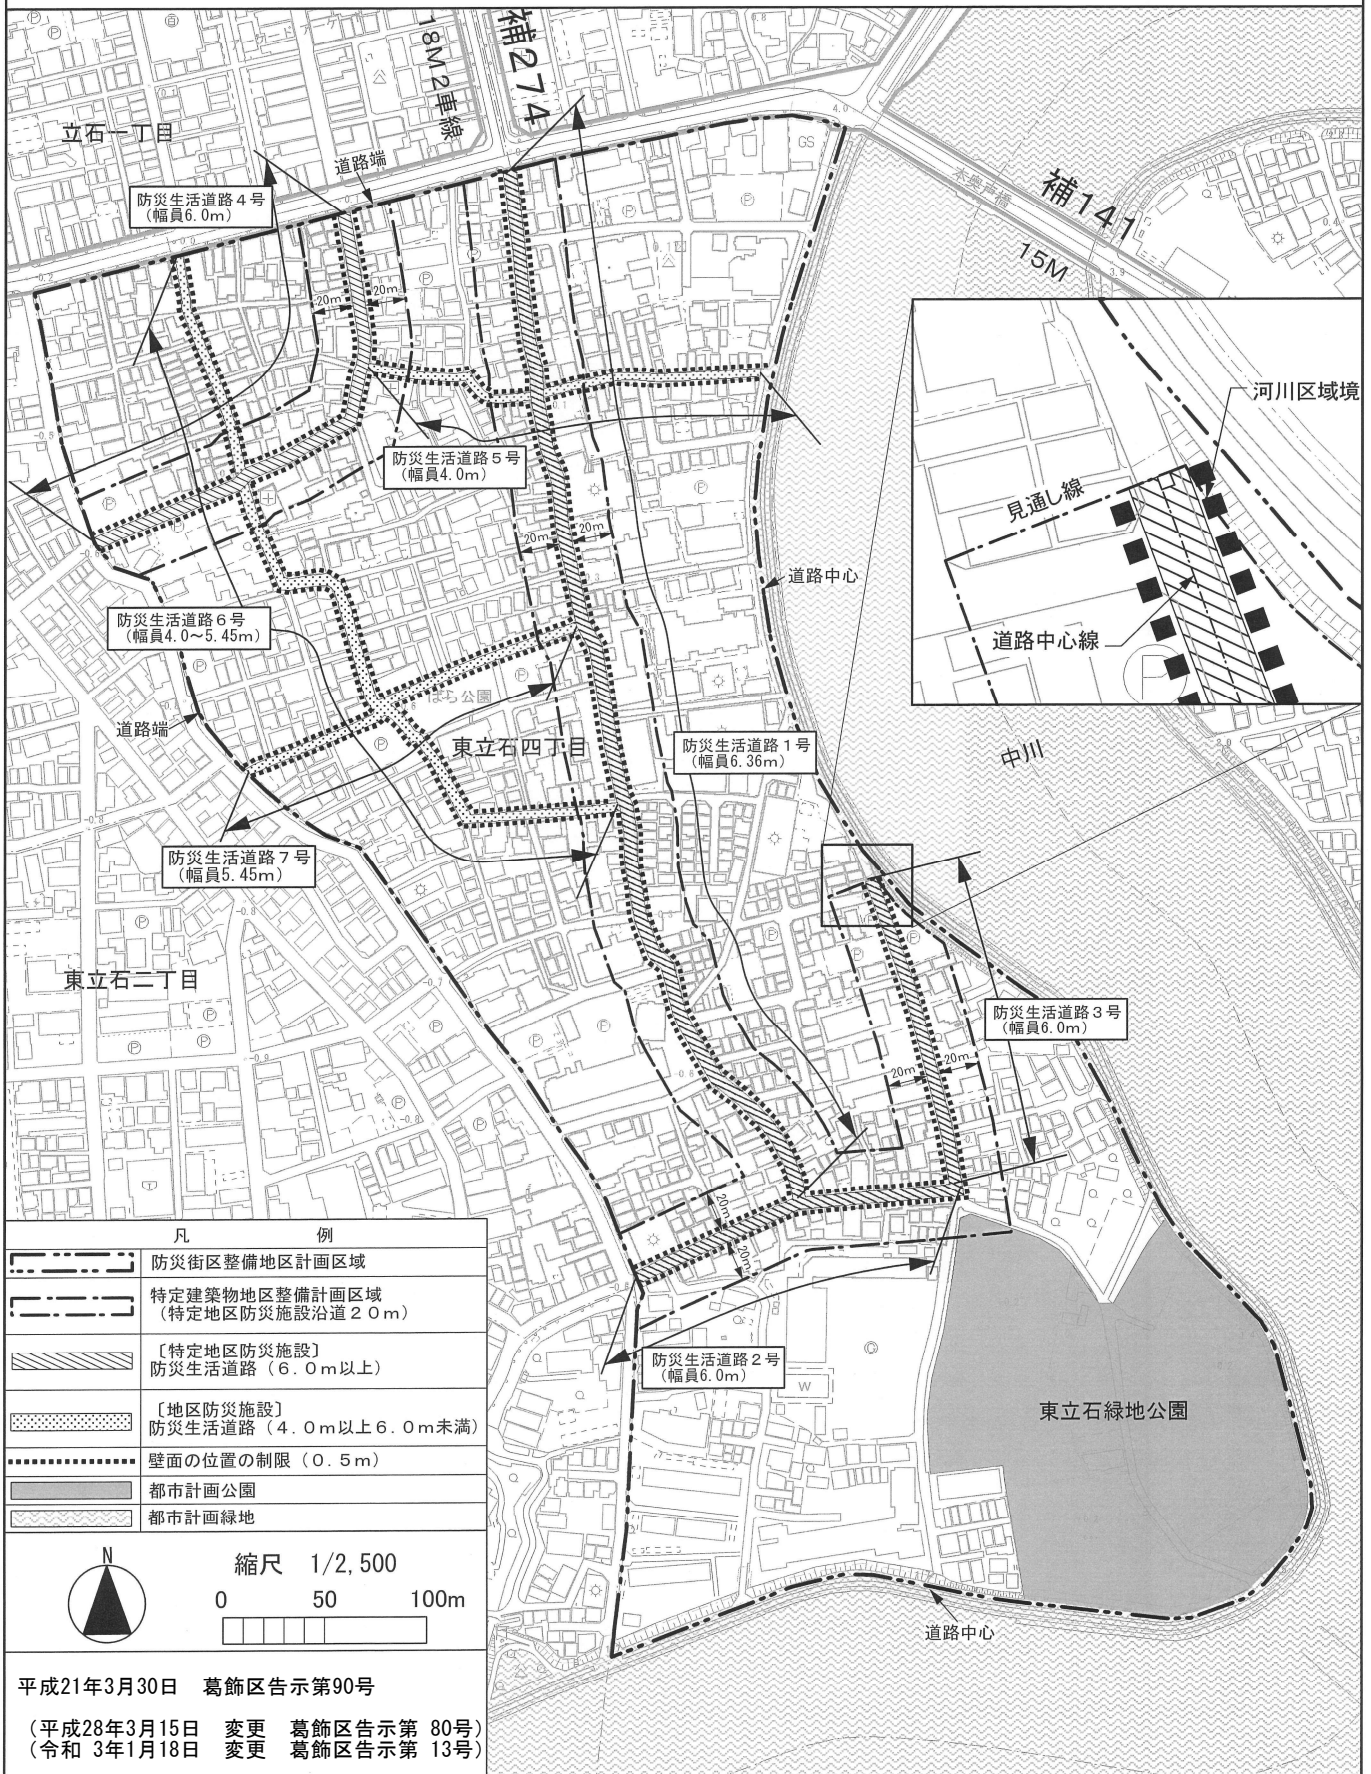 補274
18M2車線
立石一丁目
道路端
防災生活道路4号
(幅員6.0m)
4.0
GS
本奥戸橋
補141
15M
3.9
20m
20m
河川区域境
見通し線
道路中心線
防災生活道路5号
(幅員4.0m)
20m
20m
道路中心
防災生活道路6号
(幅員4.0～5.45m)
ほら公園
道路端
東立石四丁目
防災生活道路1号
(幅員6.36m)
中川
防災生活道路7号
(幅員5.45m)
東立石二丁目
防災生活道路3号
(幅員6.0m)
20m
20m
20m
20m
防災生活道路2号
(幅員6.0m)
W
東立石緑地公園
道路中心
凡 例
防災街区整備地区計画区域
特定建築物地区整備計画区域
(特定地区防災施設沿道20m)
〔特定地区防災施設〕
防災生活道路(6.0m以上)
〔地区防災施設〕
防災生活道路(4.0m以上6.0m未満)
壁面の位置の制限(0.5m)
都市計画公園
都市計画緑地
N
縮尺 1/2,500
0 50 100m
平成21年3月30日 葛飾区告示第90号
(平成28年3月15日 変更 葛飾区告示第 80号)
(令和 3年1月18日 変更 葛飾区告示第 13号)